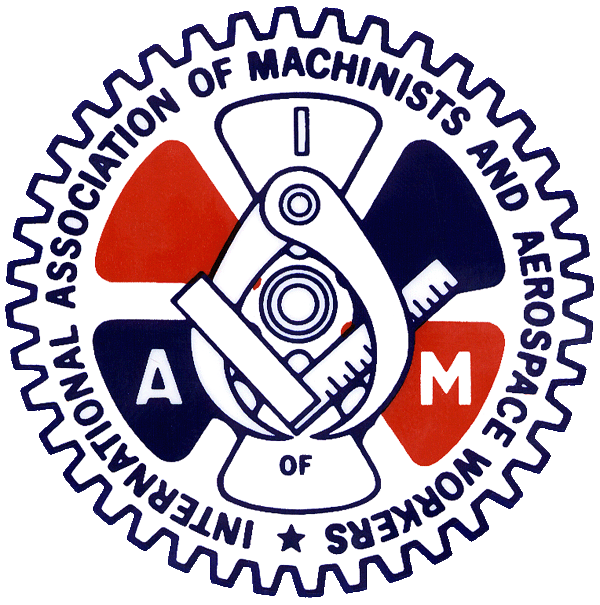 INTERNATIONAL ASSOCIATION OF MACHINISTS AND AEROSPACE WORKERS
I
A
M
OF